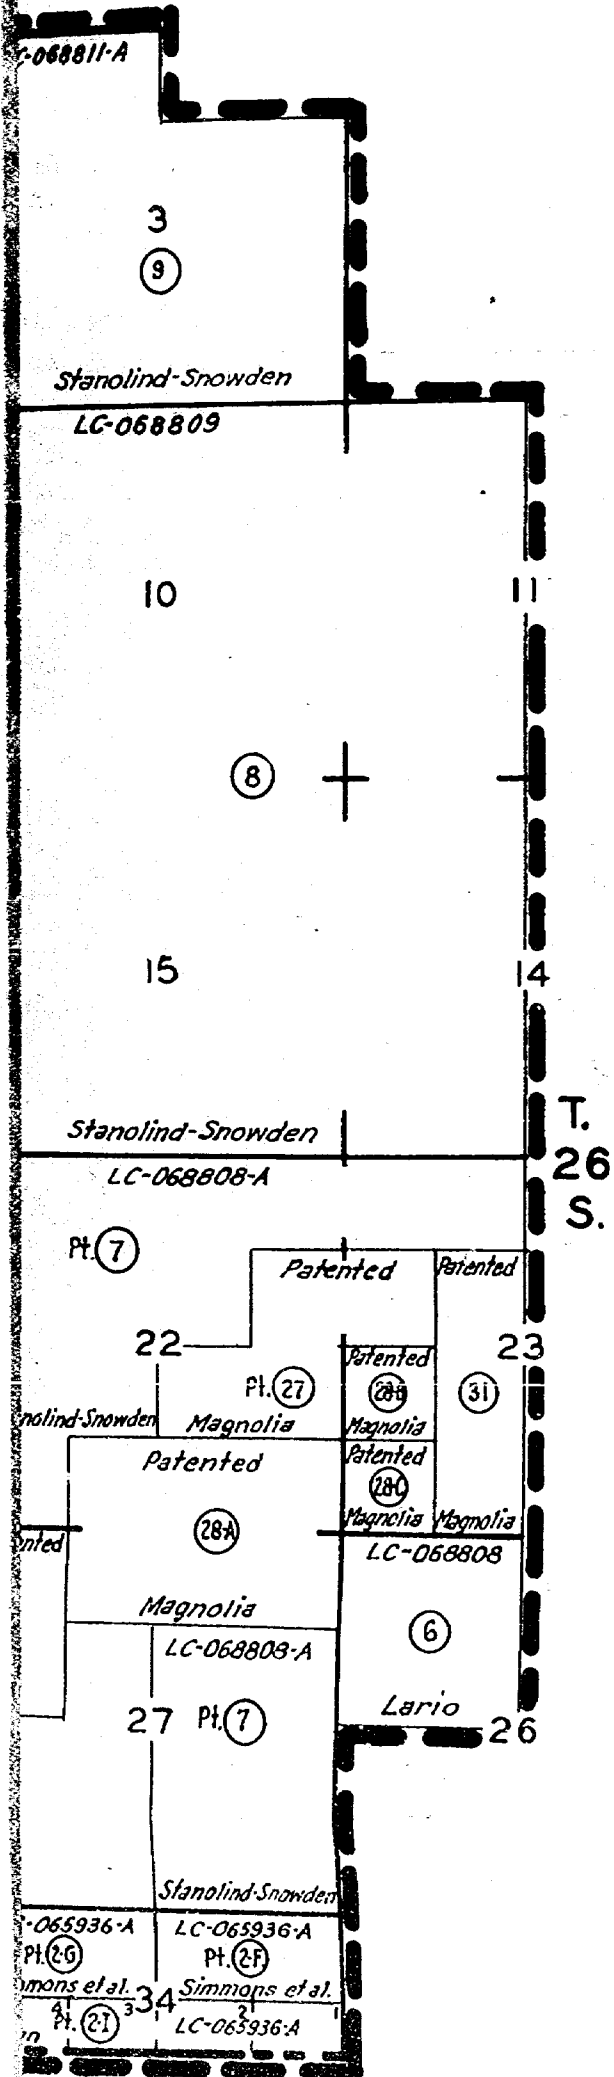 C-068811-A
3
9
Stanolind-Snowden
LC-068809
10
11
8
15
14
T.
26
S.
Stanolind-Snowden
LC-068808-A
Pt. 7
Patented
Patented
22
23
Patented
Pt. 27
28-B
31
nolind-Snowden
Magnolia
Magnolia
Patented
Patented
28-C
28-A
Magnolia
Magnolia
nted
LC-068808
Magnolia
6
LC-068808-A
Lario
27
Pt. 7
26
Stanolind-Snowden
-065936-A
LC-065936-A
Pt. 2-G
Pt. 2-F
mmons et al.
34
Simmons et al.
4
3
2
1
Pt. 2-I
LC-065936-A